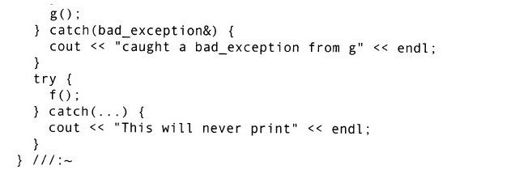 g();
} catch(bad_exception&) {
cout << "caught a bad_exception from g" << endl;
}
try {
f();
} catch(...) {
cout << "This will never print" << endl;
}
} ///:~